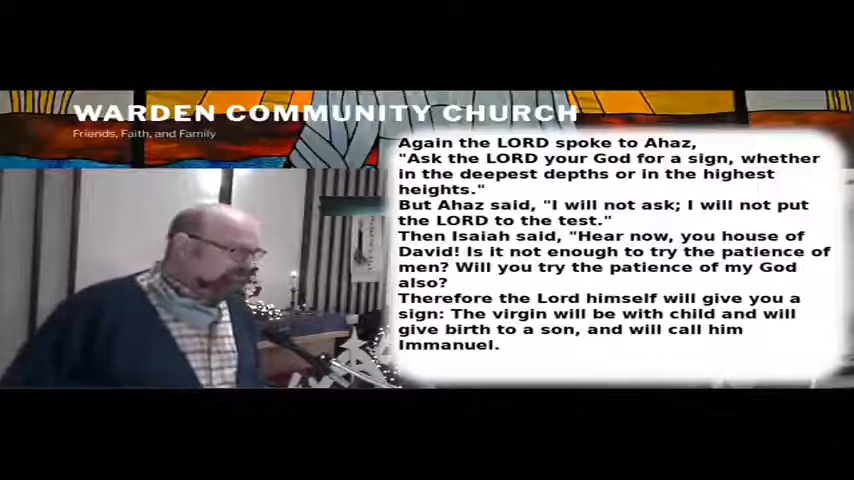 WARDEN COMMUNITY CHURCH
Friends, Faith, and Family
Again the LORD spoke to Ahaz,
"Ask the LORD your God for a sign, whether
in the deepest depths or in the highest
heights."
But Ahaz said, "I will not ask; I will not put
the LORD to the test."
Then Isaiah said, "Hear now, you house of
David! Is it not enough to try the patience of
men? Will you try the patience of my God
also?
Therefore the Lord himself will give you a
sign: The virgin will be with child and will
give birth to a son, and will call him
Immanuel.